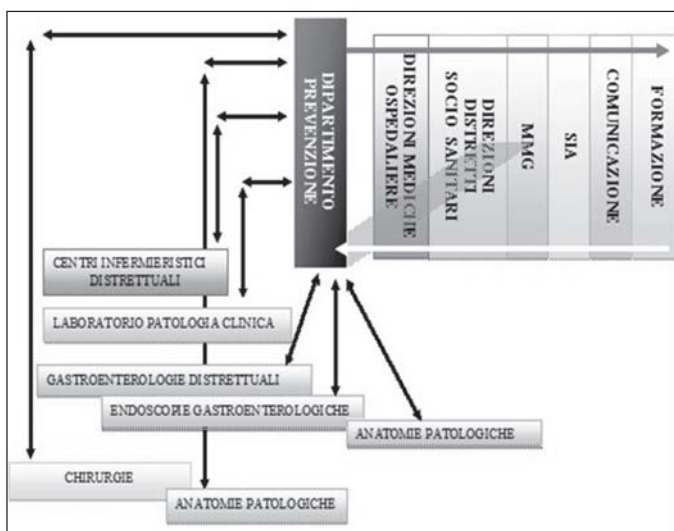 DIPARTIMENTO
PREVENZIONE
DIREZIONI MEDICHE
OSPEDALIERE
DIREZIONI
DISTRETTI
SOCIO SANITARI
MMG
SIA
COMUNICAZIONE
FORMAZIONE
CENTRI INFERMIERISTICI
DISTRETTUALI
LABORATORIO PATOLOGIA CLINICA
GASTROENTEROLOGIE DISTRETTUALI
ENDOSCOPIE GASTROENTEROLOGICHE
ANATOMIE PATOLOGICHE
CHIRURGIE
ANATOMIE PATOLOGICHE